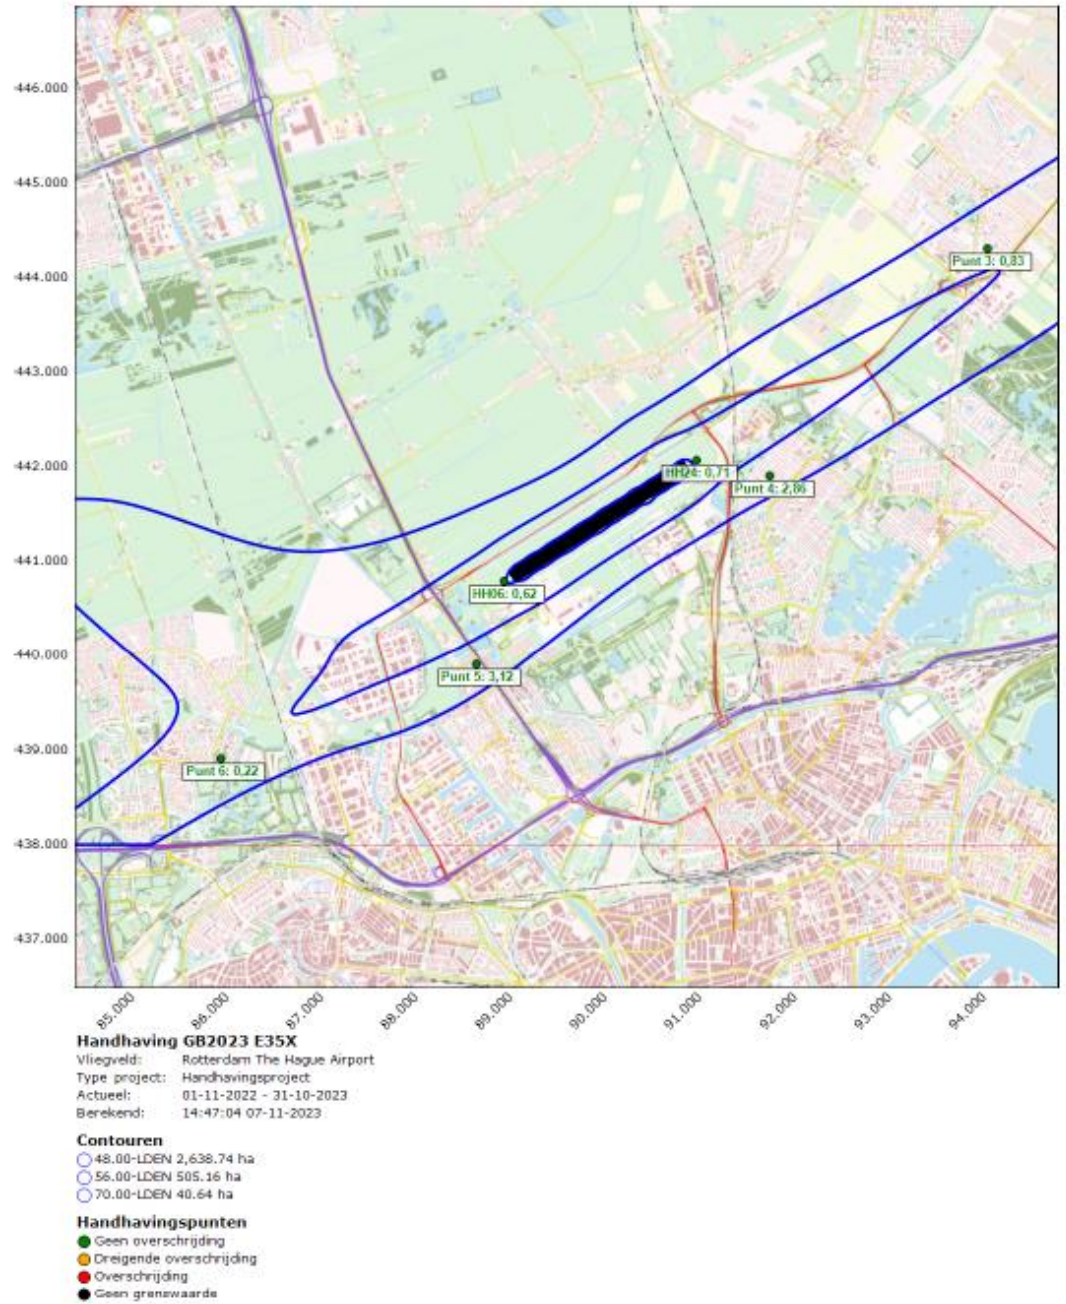 446.000
445.000
444.000
Punt 3: 0,83
443.000
442.000
HH24: 0,71
Punt 4: 2,86
441.000
HH06: 0,62
440.000
Punt 5: 3,12
439.000
Punt 6: 0,22
438.000
437.000
85.000
86.000
87.000
88.000
89.000
90.000
91.000
92.000
93.000
94.000
Handhaving GB2023 E35X
Vliegveld: Rotterdam The Hague Airport
Type project: Handhavingsproject
Actueel: 01-11-2022 - 31-10-2023
Berekend: 14:47:04 07-11-2023
Contouren
48.00-LDEN 2,638.74 ha
56.00-LDEN 505.16 ha
70.00-LDEN 40.64 ha
Handhavingspunten
Geen overschrijding
Dreigende overschrijding
Overschrijding
Geen grenswaarde